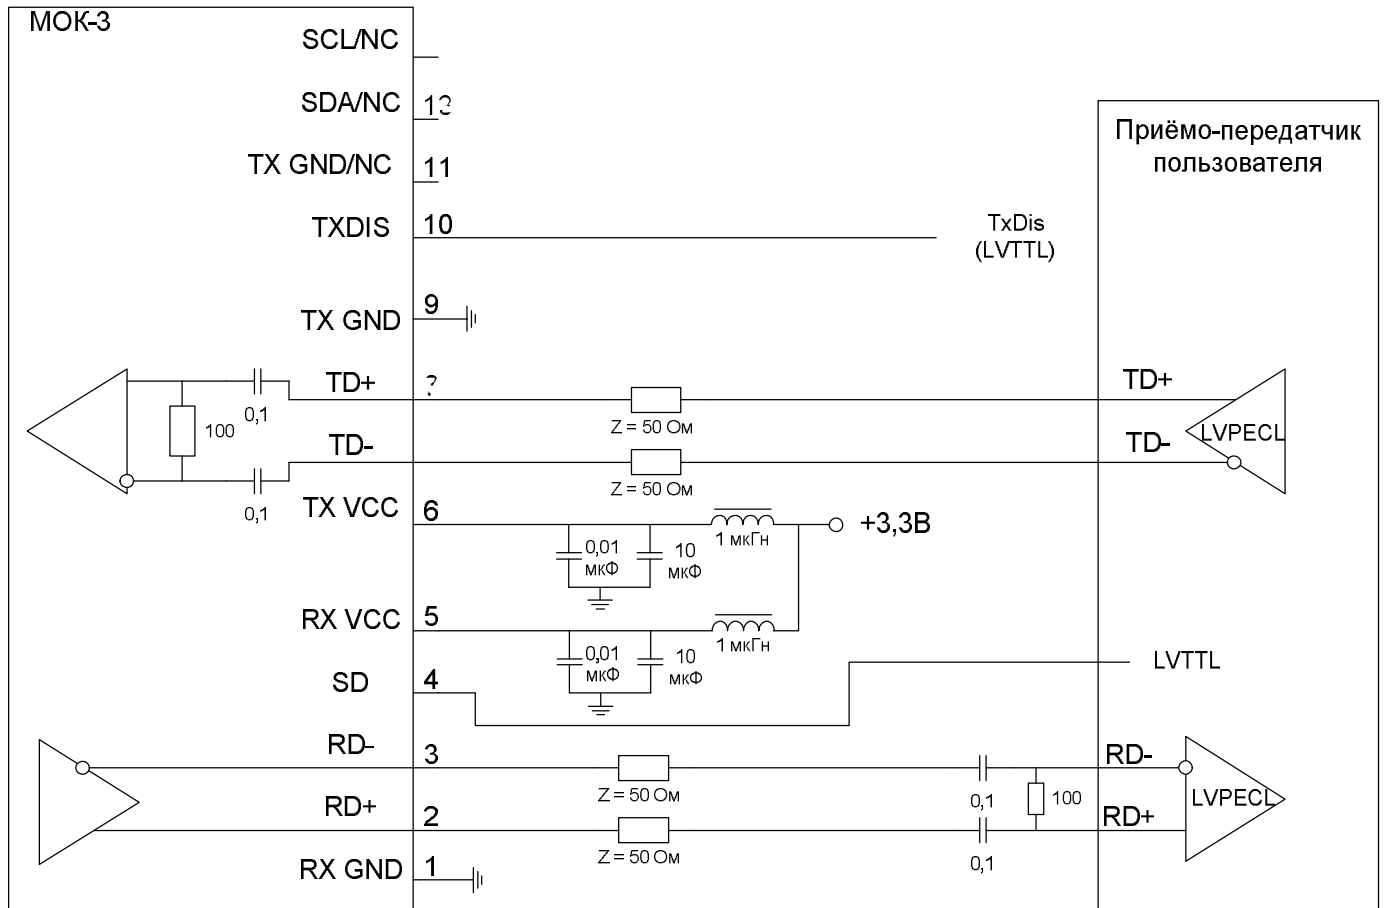 МОК-3
SCL/NC
SDA/NC
TX GND/NC 11
TXDIS 10
TxDis
(LVTTL)
Приёмо-передатчик
пользователя
TX GND 9
TD+
0,1
100
TD-
0,1
Z = 50 Ом
Z = 50 Ом
TD+
TD-
LVPECL
TX VCC 6
0,01
мкФ
10
мкФ
1 мкГн
+3,3В
RX VCC 5
0,01
мкФ
10
мкФ
1 мкГн
SD 4
LVTTL
RD- 3
Z = 50 Ом
0,1
RD-
RD+ 2
Z = 50 Ом
0,1
100
RD+
LVPECL
RX GND 1